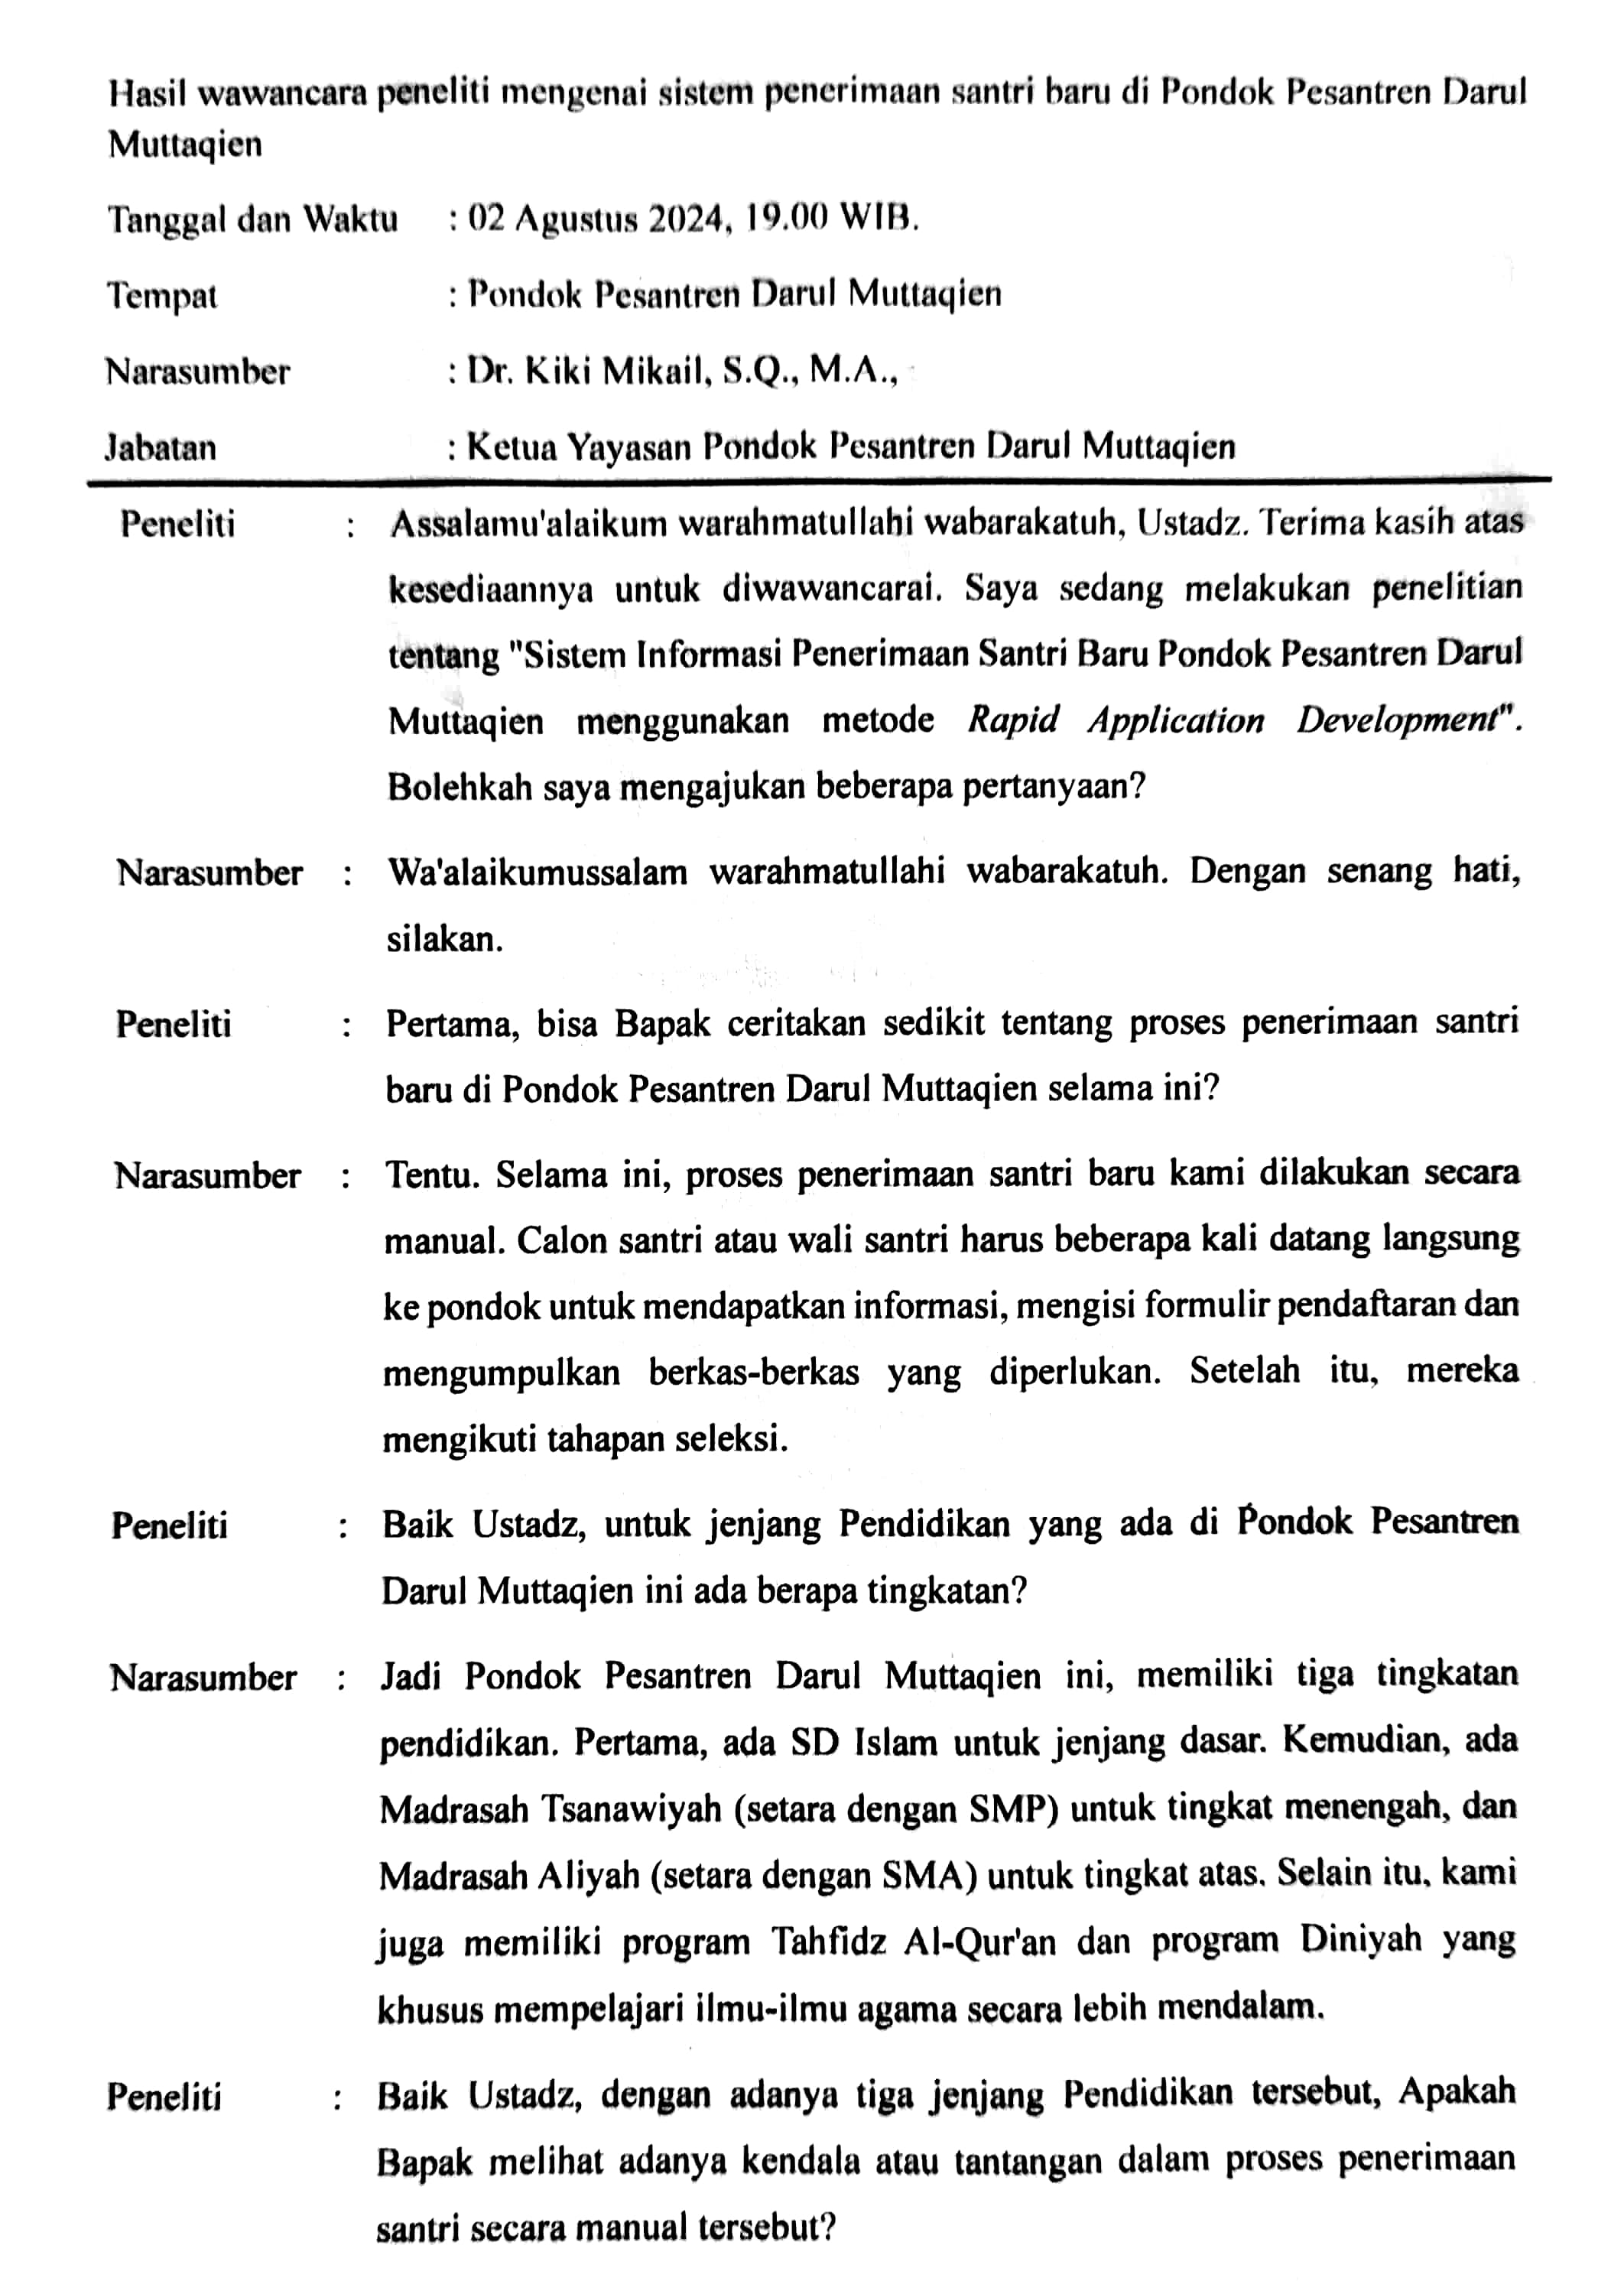 Hasil wawancara peneliti mengenai sistem penerimaan santri baru di Pondok Pesantren Darul
Muttaqien
Tanggal dan Waktu : 02 Agustus 2024, 19.00 WIB.
Tempat : Pondok Pesantren Darul Muttaqien
Narasumber : Dr. Kiki Mikail, S.Q., M.A.,
Jabatan : Ketua Yayasan Pondok Pesantren Darul Muttaqien
Peneliti : Assalamu'alaikum warahmatullahi wabarakatuh, Ustadz. Terima kasih atas
kesediaannya untuk diwawancarai. Saya sedang melakukan penelitian
tentang "Sistem Informasi Penerimaan Santri Baru Pondok Pesantren Darul
Muttaqien menggunakan metode Rapid Application Development".
Bolehkah saya mengajukan beberapa pertanyaan?
Narasumber : Wa'alaikumussalam warahmatullahi wabarakatuh. Dengan senang hati,
silakan.
Peneliti : Pertama, bisa Bapak ceritakan sedikit tentang proses penerimaan santri
baru di Pondok Pesantren Darul Muttaqien selama ini?
Narasumber : Tentu. Selama ini, proses penerimaan santri baru kami dilakukan secara
manual. Calon santri atau wali santri harus beberapa kali datang langsung
ke pondok untuk mendapatkan informasi, mengisi formulir pendaftaran dan
mengumpulkan berkas-berkas yang diperlukan. Setelah itu, mereka
mengikuti tahapan seleksi.
Peneliti : Baik Ustadz, untuk jenjang Pendidikan yang ada di Pondok Pesantren
Darul Muttaqien ini ada berapa tingkatan?
Narasumber : Jadi Pondok Pesantren Darul Muttaqien ini, memiliki tiga tingkatan
pendidikan. Pertama, ada SD Islam untuk jenjang dasar. Kemudian, ada
Madrasah Tsanawiyah (setara dengan SMP) untuk tingkat menengah, dan
Madrasah Aliyah (setara dengan SMA) untuk tingkat atas. Selain itu, kami
juga memiliki program Tahfidz Al-Qur'an dan program Diniyah yang
khusus mempelajari ilmu-ilmu agama secara lebih mendalam.
Peneliti : Baik Ustadz, dengan adanya tiga jenjang Pendidikan tersebut, Apakah
Bapak melihat adanya kendala atau tantangan dalam proses penerimaan
santri secara manual tersebut?